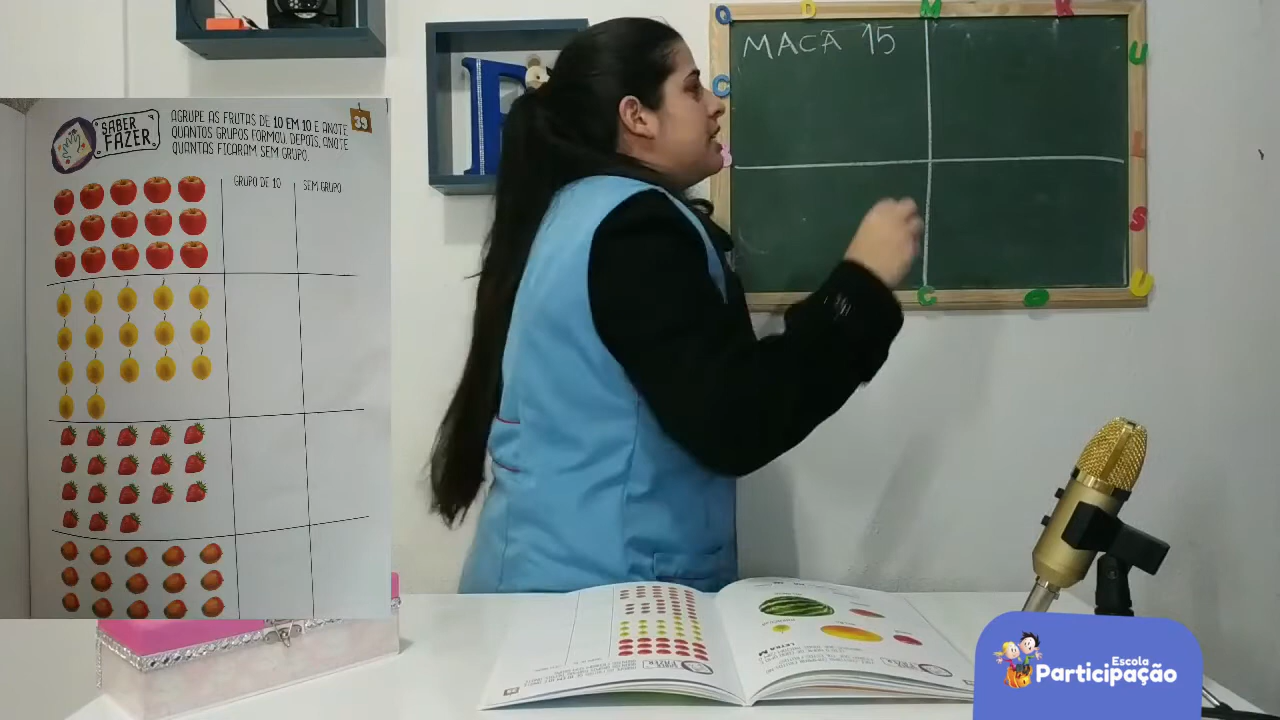 MAÇÃ 15
SABER
FAZER
AGRUPE AS FRUTAS DE 10 EM 10 E ANOTE
QUANTOS GRUPOS FORMOU. DEPOIS, ANOTE
QUANTAS FICARAM SEM GRUPO.
39
GRUPO DE 10
SEM GRUPO
Escola
Participação